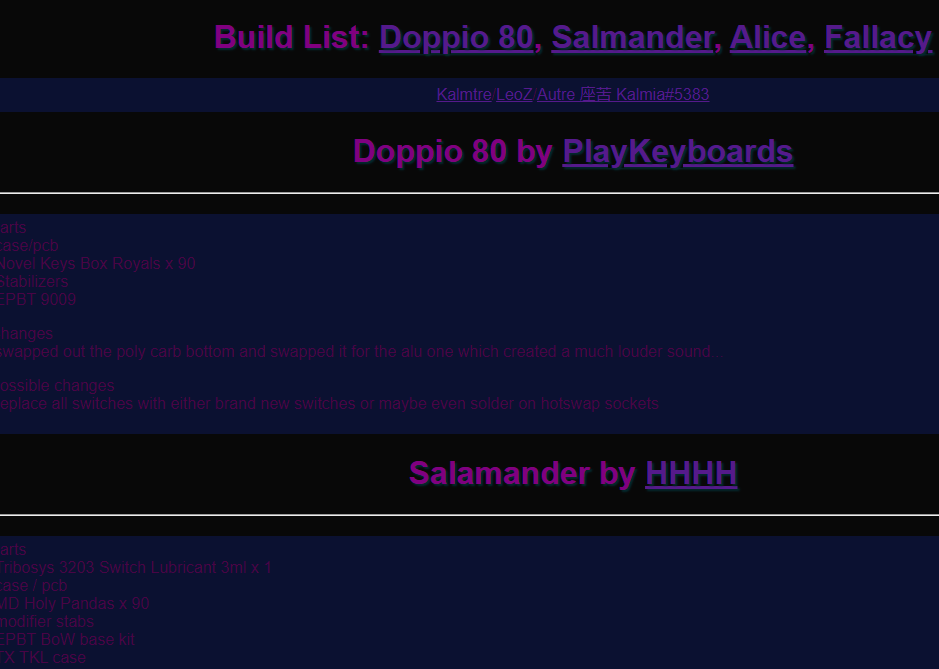 Build List: Doppio 80, Salmander, Alice, Fallacy
Kalmtre/LeoZ/Autre 座苦 Kalmia#5383
Doppio 80 by PlayKeyboards
arts
case/pcb
Novel Keys Box Royals x 90
Stabilizers
EPBT 9009
hanges
swapped out the poly carb bottom and swapped it for the alu one which created a much louder sound..
ossible changes
eplace all switches with either brand new switches or maybe even solder on hotswap sockets
Salamander by HHHH
arts
Tribosys 3203 Switch Lubricant 3ml x 1
case / pcb
MD Holy Pandas x 90
modifier stabs
EPBT BoW base kit
TX TKL case